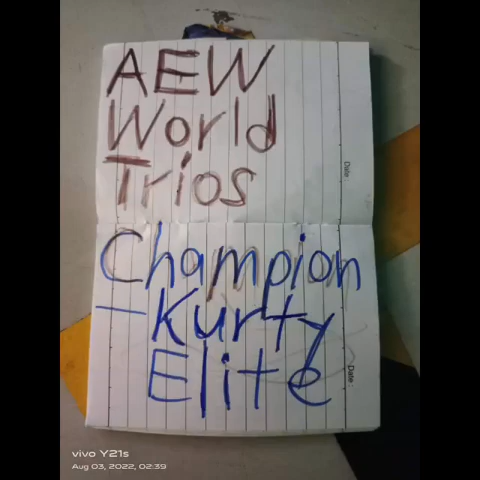 AEW
World
Trios
Champion
- Kurty
Elite
Date :
Date :
vivo Y21s
Aug 03, 2022, 02:39